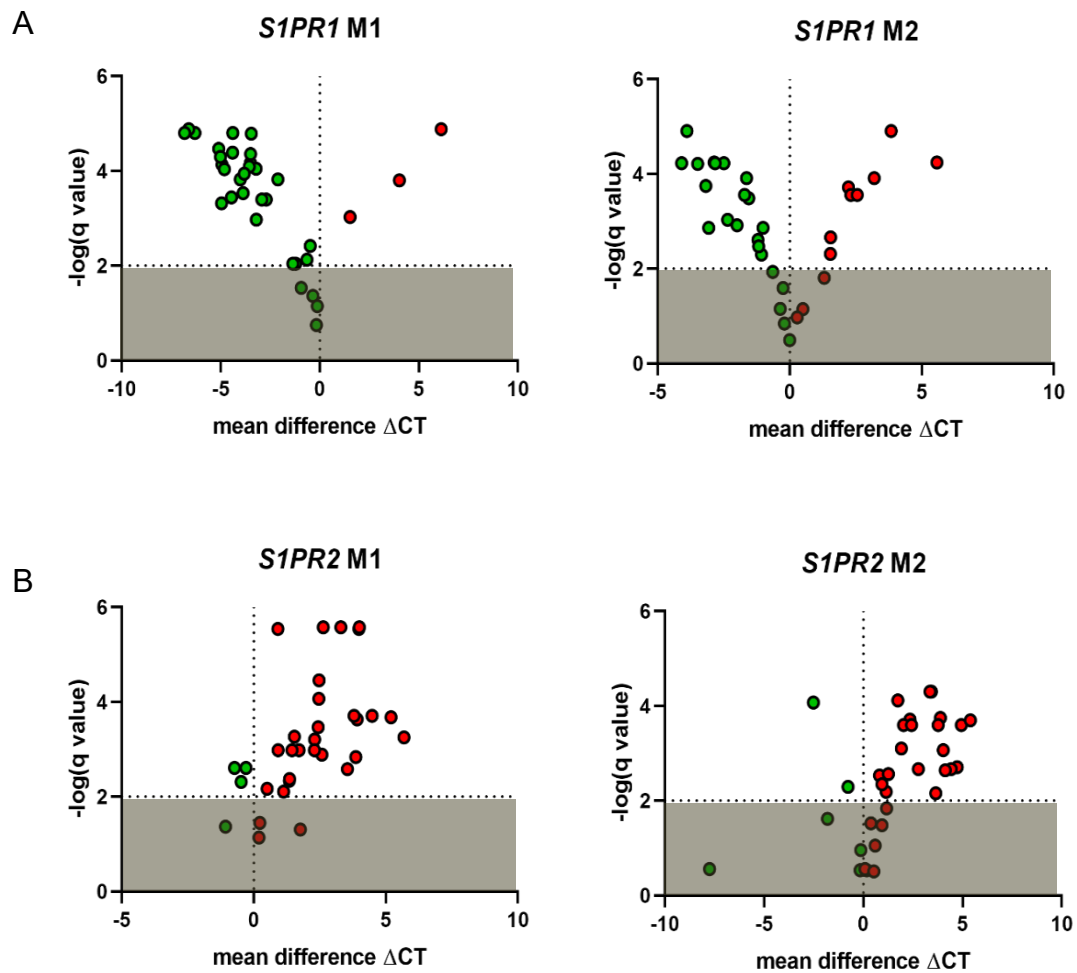 A
S1PR1 M1
6
4
2
0
-log(q value)
-10
-5
0
5
10
mean difference ΔCT
S1PR1 M2
6
4
2
0
-log(q value)
-5
0
5
10
mean difference ΔCT
B
S1PR2 M1
6
4
2
0
-log(q value)
-5
0
5
10
mean difference ΔCT
S1PR2 M2
6
4
2
0
-log(q value)
-10
-5
0
5
10
mean difference ΔCT